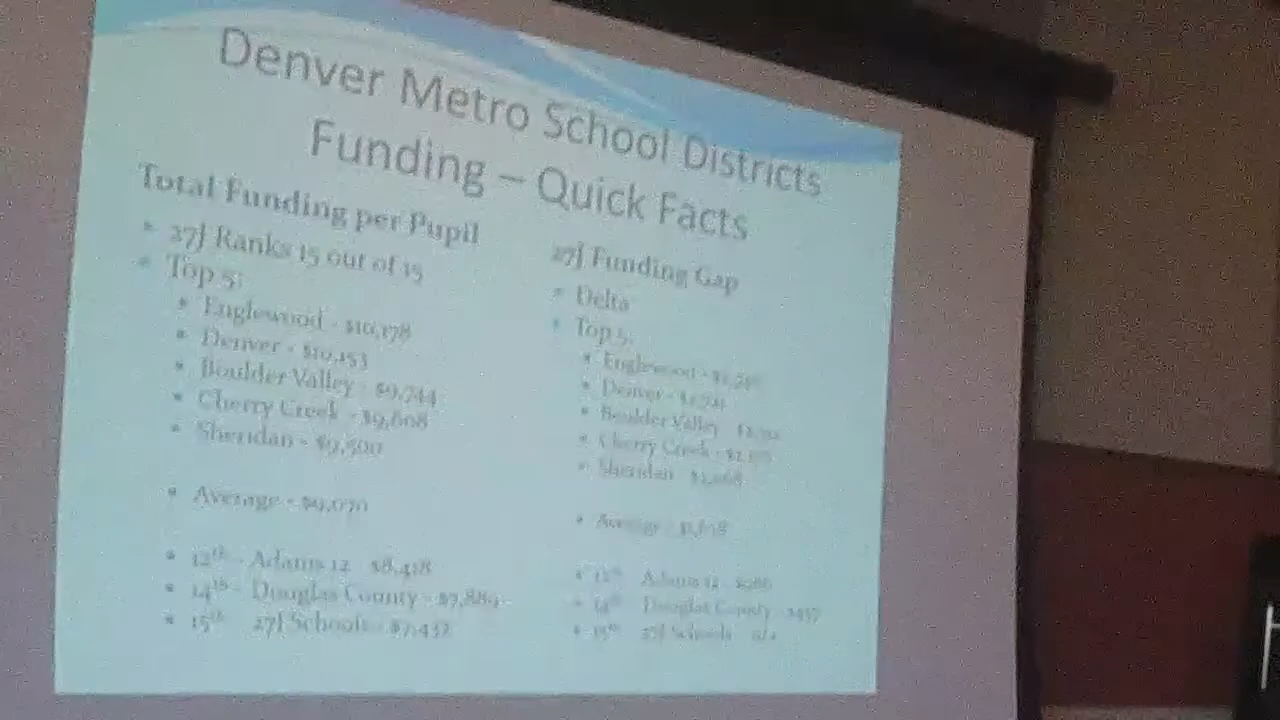 Denver Metro School Districts
Funding – Quick Facts
Total Funding per Pupil
27J Ranks 15 out of 15
Top 5:
Englewood - $10,178
Denver - $10,153
Boulder Valley - $9,744
Cherry Creek - $9,608
Sheridan - $9,500
Average - $9,070
12th - Adams 12 $8,418
14th - Douglas County - $7,889
15th 27J Schools - $7,432
27J Funding Gap
Delta
Top 5:
Englewood -
Denver -
Boulder Valley
Cherry Creek -
Sheridan
Average -
12th Adams 12
14th Douglas County
15th 27J Schools